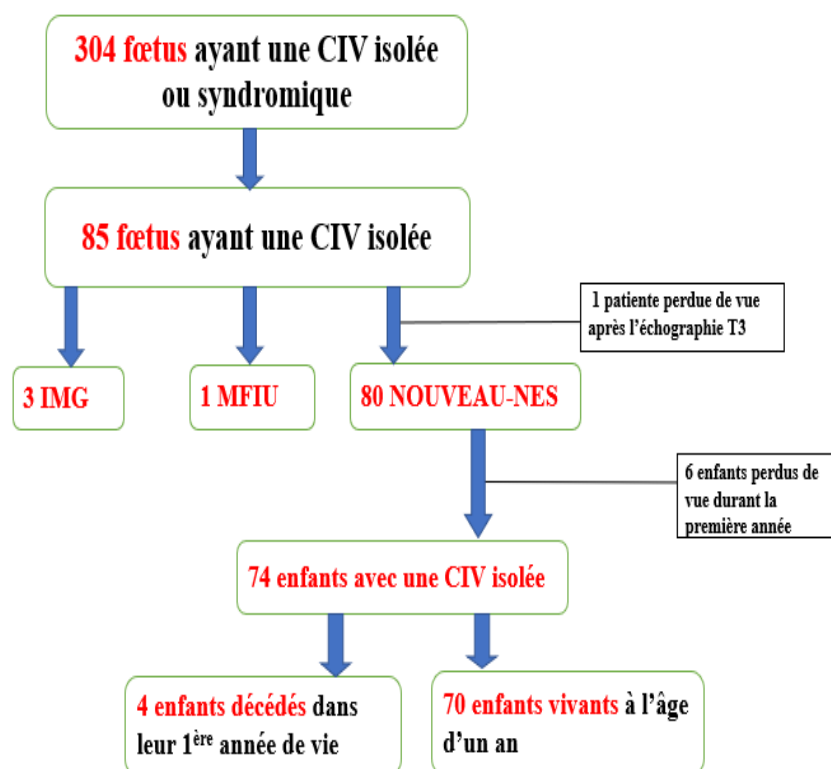 304 fœtus ayant une CIV isolée
ou syndromique
85 fœtus ayant une CIV isolée
1 patiente perdue de vue
après l'échographie T3
3 IMG
1 MFIU
80 NOUVEAU-NES
6 enfants perdus de
vue durant la
première année
74 enfants avec une CIV isolée
4 enfants décédés dans
leur 1ère année de vie
70 enfants vivants à l'âge
d'un an